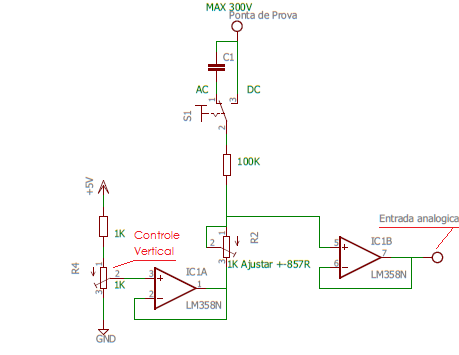 MAX 300V
Ponta de Prova
C1
AC
DC
1
3
S1
2
100K
+5V
Entrada analogica
1K
Controle
Vertical
R4
1
2
3
1K
1
2
3
R2
1K Ajustar +-857R
3
2
1
IC1A
LM358N
5
6
7
IC1B
LM358N
GND